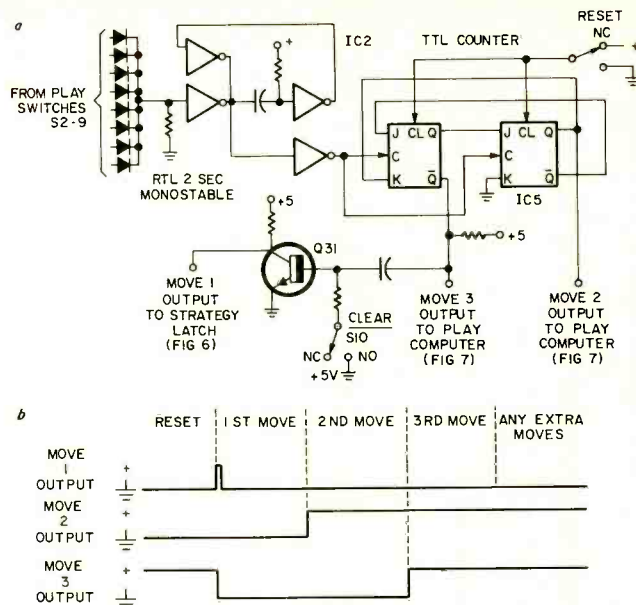 a
RESET
NC
+
IC2
TTL COUNTER
+
FROM PLAY
SWITCHES
S2-9
J CL Q
J CL Q
C
C
K Q̅
K Q̅
RTL 2 SEC
MONOSTABLE
IC5
+5
+5
Q31
MOVE 1
OUTPUT
TO STRATEGY
LATCH
(FIG 6)
CLEAR
S10
NC NO
+5V
MOVE 3
OUTPUT
TO PLAY
COMPUTER
(FIG 7)
MOVE 2
OUTPUT
TO PLAY
COMPUTER
(FIG 7)
b
RESET 1ST MOVE 2ND MOVE 3RD MOVE ANY EXTRA
MOVES
MOVE
1
OUTPUT
+
MOVE
2
OUTPUT
+
MOVE
3
OUTPUT
+